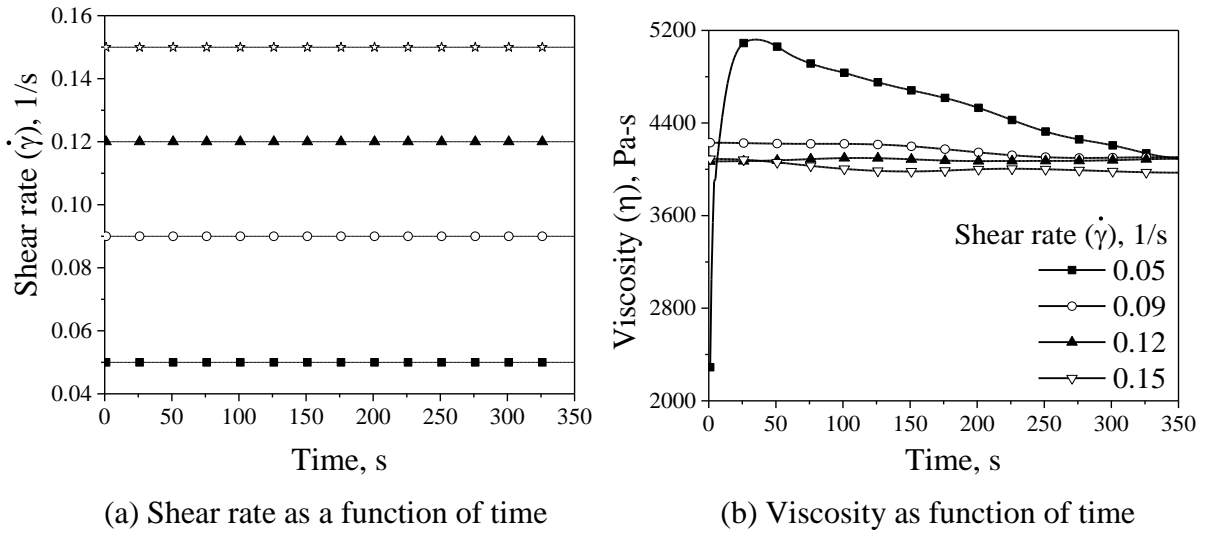 0.16
0.14
0.12
0.10
0.08
0.06
0.04
Shear rate (γ̇), 1/s
0 50 100 150 200 250 300 350
Time, s
(a) Shear rate as a function of time
5200
4400
3600
2800
2000
Viscosity (η), Pa-s
Shear rate (γ̇), 1/s
0.05
0.09
0.12
0.15
0 50 100 150 200 250 300 350
Time, s
(b) Viscosity as function of time